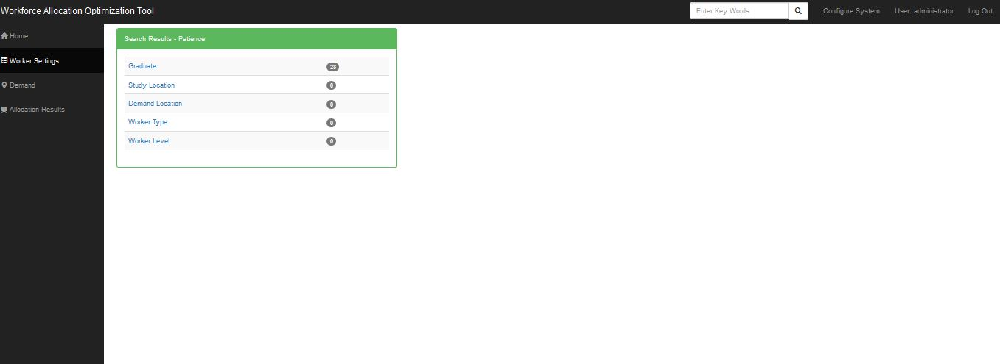 Workforce Allocation Optimization Tool
Enter Key Words
Configure System
User: administrator
Log Out
Home
Worker Settings
Demand
Allocation Results
Search Results - Patience
Graduate 28
Study Location 0
Demand Location 0
Worker Type 0
Worker Level 0